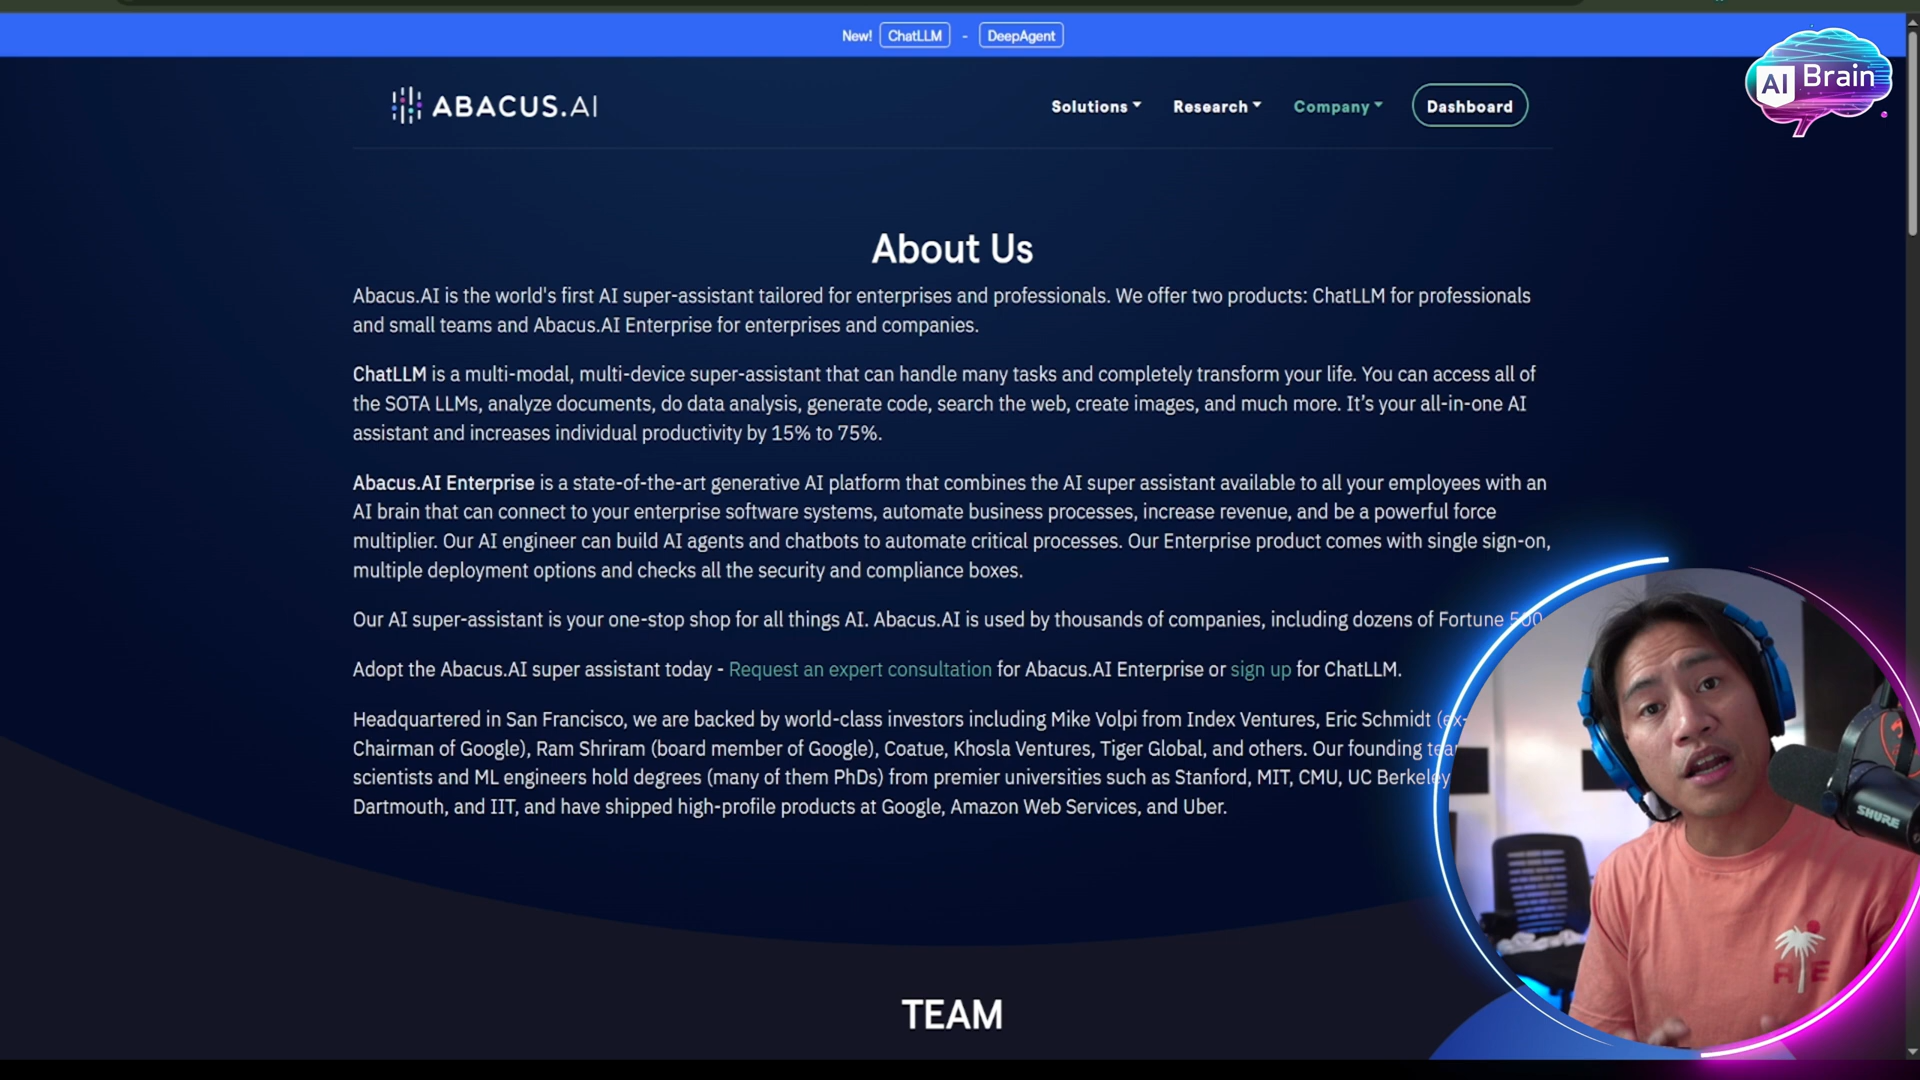 New! ChatLLM - DeepAgent
AI Brain
ABACUS.AI
Solutions Research Company Dashboard
About Us
Abacus.AI is the world's first AI super-assistant tailored for enterprises and professionals. We offer two products: ChatLLM for professionals
and small teams and Abacus.AI Enterprise for enterprises and companies.
ChatLLM is a multi-modal, multi-device super-assistant that can handle many tasks and completely transform your life. You can access all of
the SOTA LLMs, analyze documents, do data analysis, generate code, search the web, create images, and much more. It’s your all-in-one AI
assistant and increases individual productivity by 15% to 75%.
Abacus.AI Enterprise is a state-of-the-art generative AI platform that combines the AI super assistant available to all your employees with an
AI brain that can connect to your enterprise software systems, automate business processes, increase revenue, and be a powerful force
multiplier. Our AI engineer can build AI agents and chatbots to automate critical processes. Our Enterprise product comes with single sign-on,
multiple deployment options and checks all the security and compliance boxes.
Our AI super-assistant is your one-stop shop for all things AI. Abacus.AI is used by thousands of companies, including dozens of Fortune 500
Adopt the Abacus.AI super assistant today - Request an expert consultation for Abacus.AI Enterprise or sign up for ChatLLM.
Headquartered in San Francisco, we are backed by world-class investors including Mike Volpi from Index Ventures, Eric Schmidt (ex-
Chairman of Google), Ram Shriram (board member of Google), Coatue, Khosla Ventures, Tiger Global, and others. Our founding
scientists and ML engineers hold degrees (many of them PhDs) from premier universities such as Stanford, MIT, CMU, UC Berkeley
Dartmouth, and IIT, and have shipped high-profile products at Google, Amazon Web Services, and Uber.
SHURE
TEAM